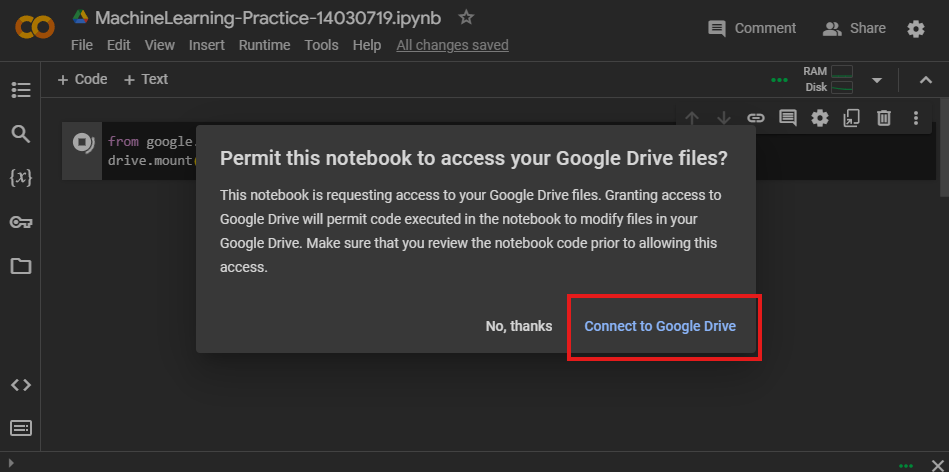 MachineLearning-Practice-14030719.ipynb
File Edit View Insert Runtime Tools Help All changes saved
Comment
Share
+ Code + Text
RAM
Disk
{x}
from google.
drive.mount(
Permit this notebook to access your Google Drive files?
This notebook is requesting access to your Google Drive files. Granting access to
Google Drive will permit code executed in the notebook to modify files in your
Google Drive. Make sure that you review the notebook code prior to allowing this
access.
No, thanks
Connect to Google Drive